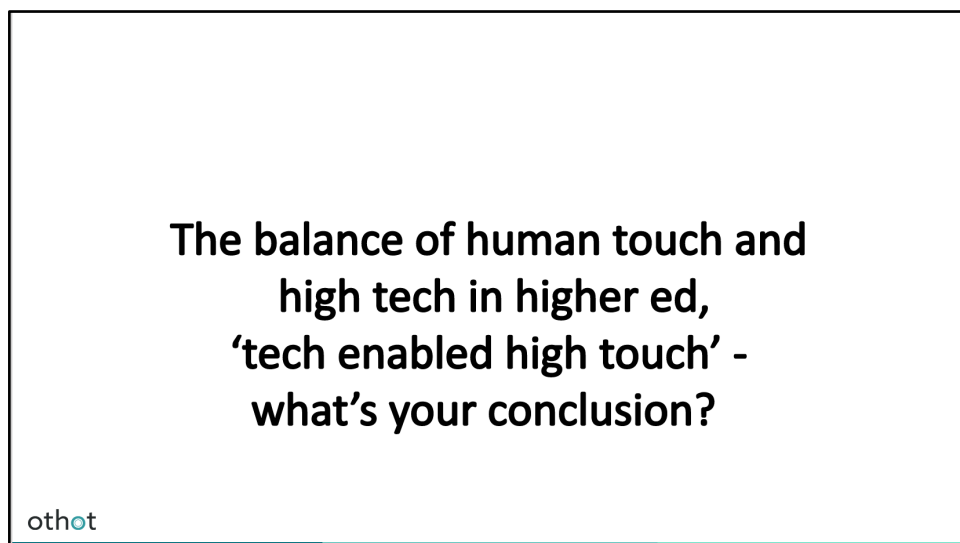 The balance of human touch and
high tech in higher ed,
‘tech enabled high touch’ -
what’s your conclusion?
othot